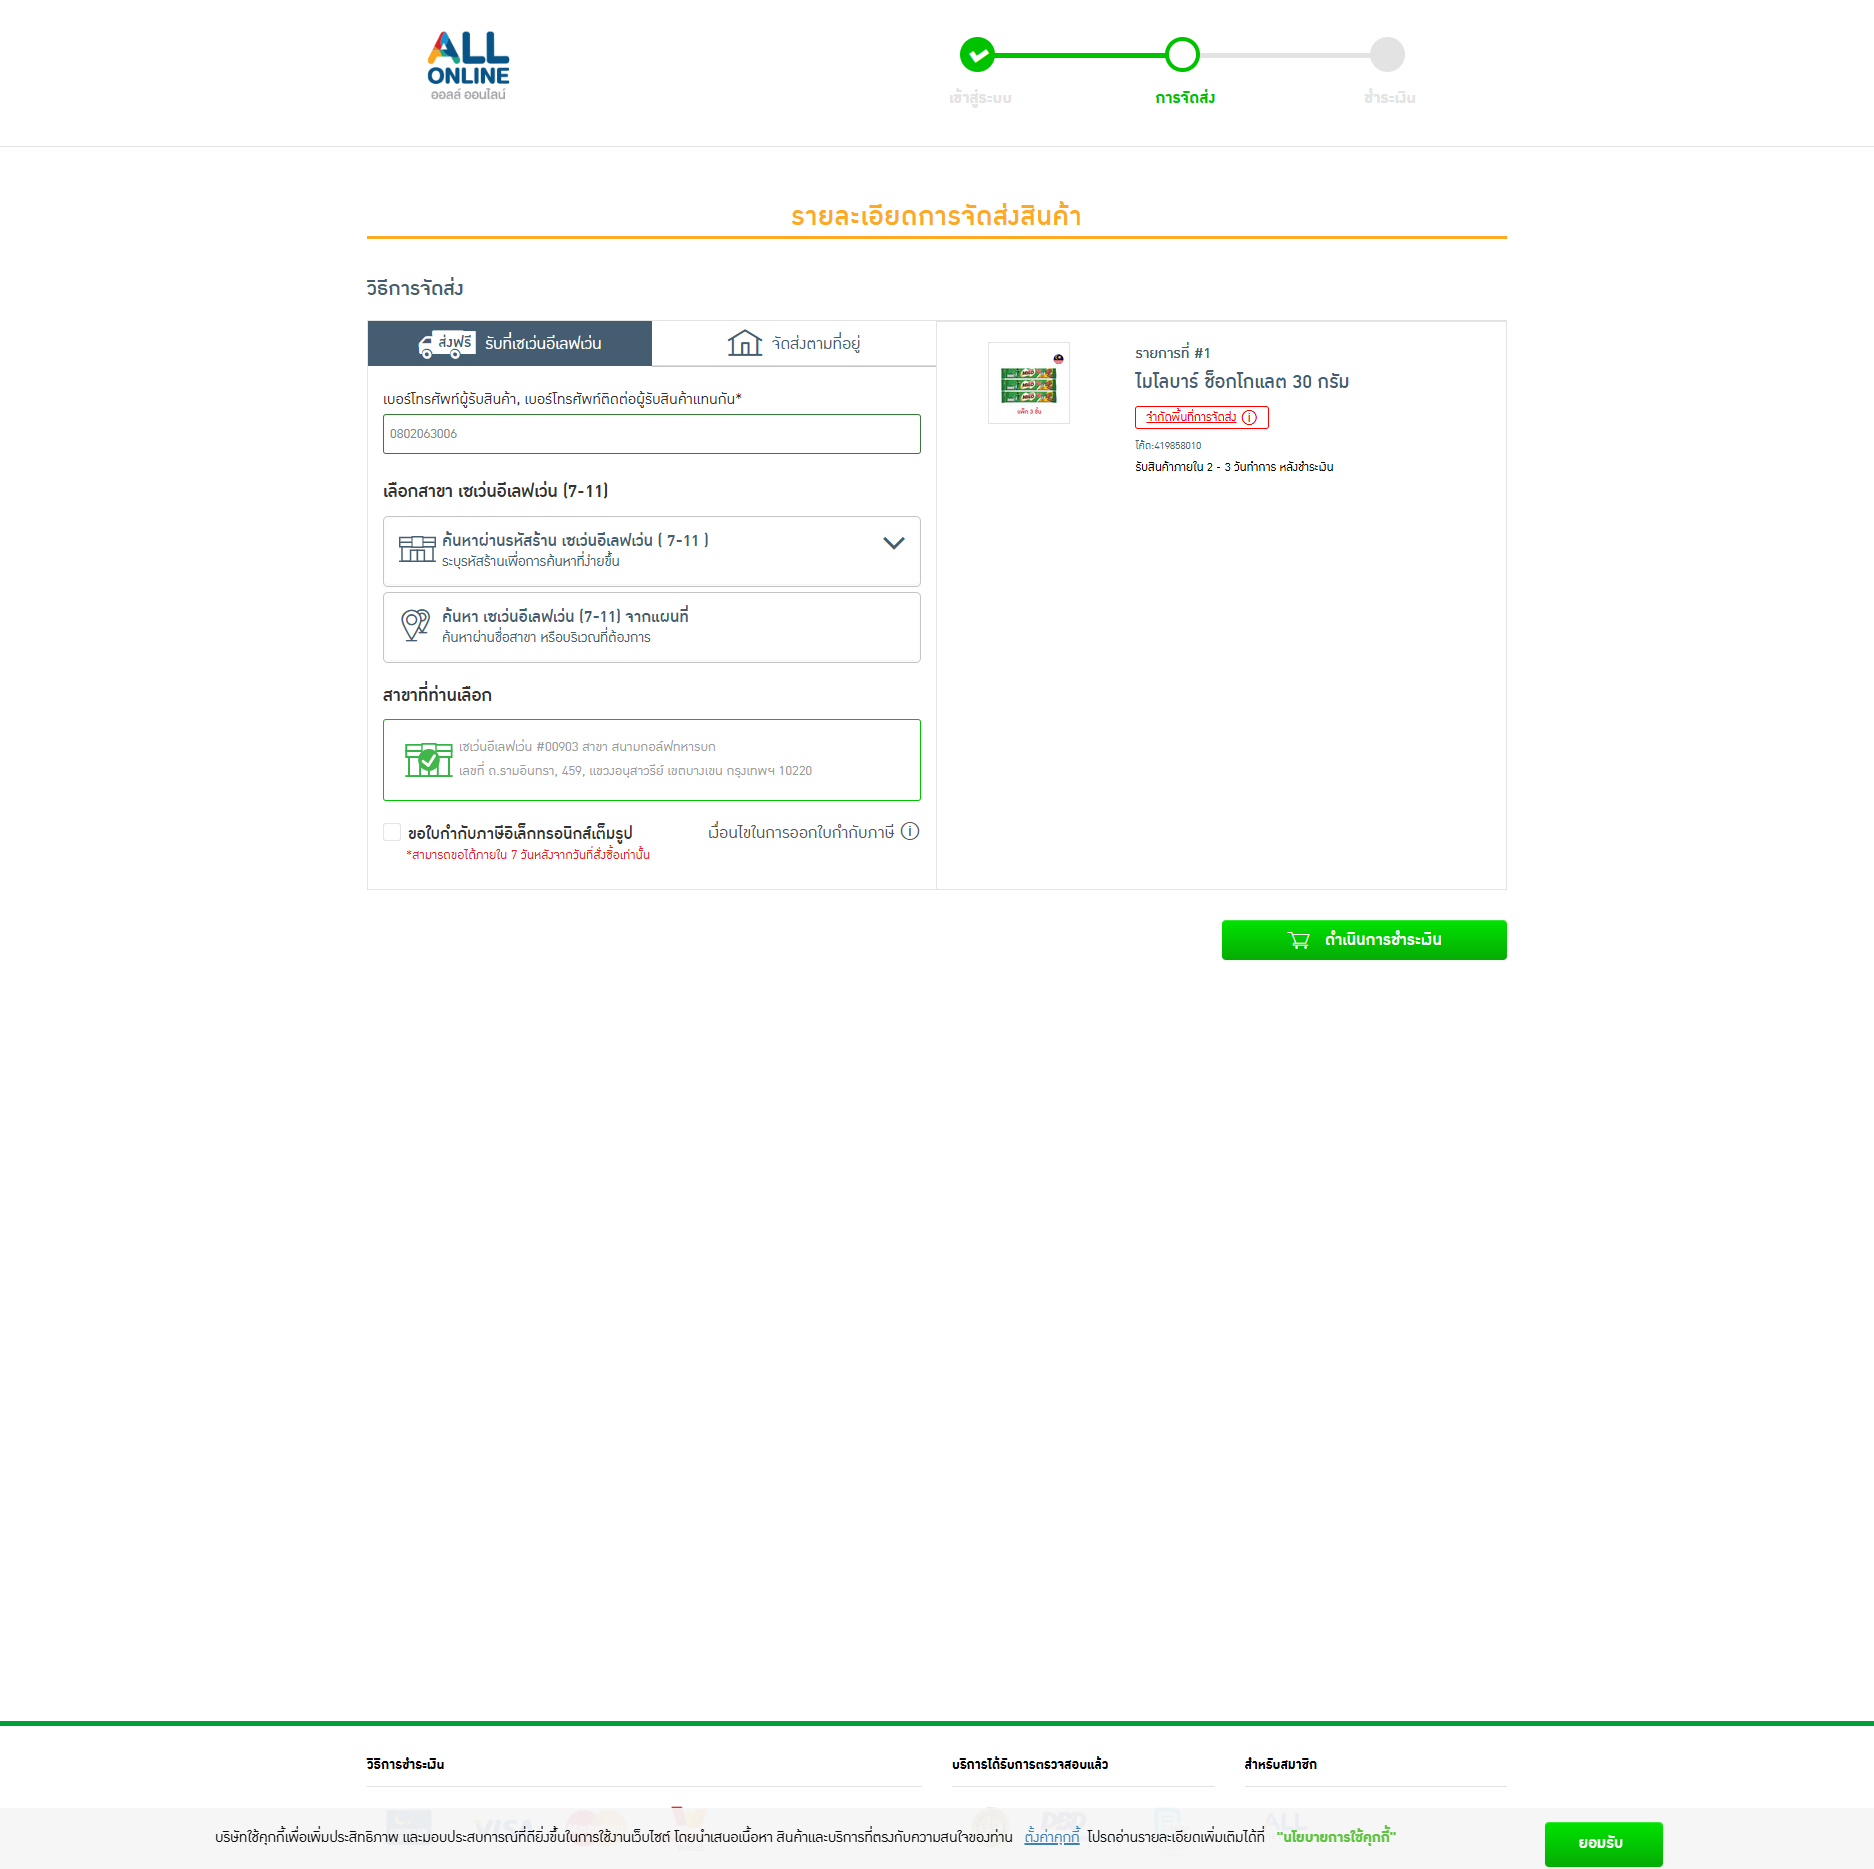 ALL
ONLINE
ออลล์ ออนไลน์
เข้าสู่ระบบ
การจัดส่ง
ชำระเงิน
รายละเอียดการจัดส่งสินค้า
วิธีการจัดส่ง
ส่งฟรี รับที่เซเว่นอีเลฟเว่น
จัดส่งตามที่อยู่
เบอร์โทรศัพท์ผู้รับสินค้า, เบอร์โทรศัพท์ติดต่อผู้รับสินค้าแทนกัน*
0802063006
เลือกสาขา เซเว่นอีเลฟเว่น (7-11)
ค้นหาผ่านรหัสร้าน เซเว่นอีเลฟเว่น ( 7-11 )
ระบุรหัสร้านเพื่อการค้นหาที่ง่ายขึ้น
ค้นหา เซเว่นอีเลฟเว่น (7-11) จากแผนที่
ค้นหาผ่านชื่อสาขา หรือบริเวณที่ต้องการ
สาขาที่ท่านเลือก
เซเว่นอีเลฟเว่น #00903 สาขา สนามกอล์ฟทหารบก
เลขที่ ถ.รามอินทรา, 459, แขวงอนุสาวรีย์ เขตบางเขน กรุงเทพฯ 10220
ขอใบกำกับภาษีอิเล็กทรอนิกส์เต็มรูป
เงื่อนไขในการออกใบกำกับภาษี
*สามารถขอได้ภายใน 7 วันหลังจากวันที่สั่งซื้อเท่านั้น
MILO
MILO
MILO
แพ็ก 3 ชิ้น
รายการที่ #1
ไมโลบาร์ ช็อกโกแลต 30 กรัม
จำกัดพื้นที่การจัดส่ง
โค้ด:419858010
รับสินค้าภายใน 2 - 3 วันทำการ หลังชำระเงิน
ดำเนินการชำระเงิน
วิธีการชำระเงิน
บริการได้รับการตรวจสอบแล้ว
สำหรับสมาชิก
VISA
DBD
ALL
บริษัทใช้คุกกี้เพื่อเพิ่มประสิทธิภาพ และมอบประสบการณ์ที่ดียิ่งขึ้นในการใช้งานเว็บไซต์ โดยนำเสนอเนื้อหา สินค้าและบริการที่ตรงกับความสนใจของท่าน ตั้งค่าคุกกี้ โปรดอ่านรายละเอียดเพิ่มเติมได้ที่ "นโยบายการใช้คุกกี้"
ยอมรับ